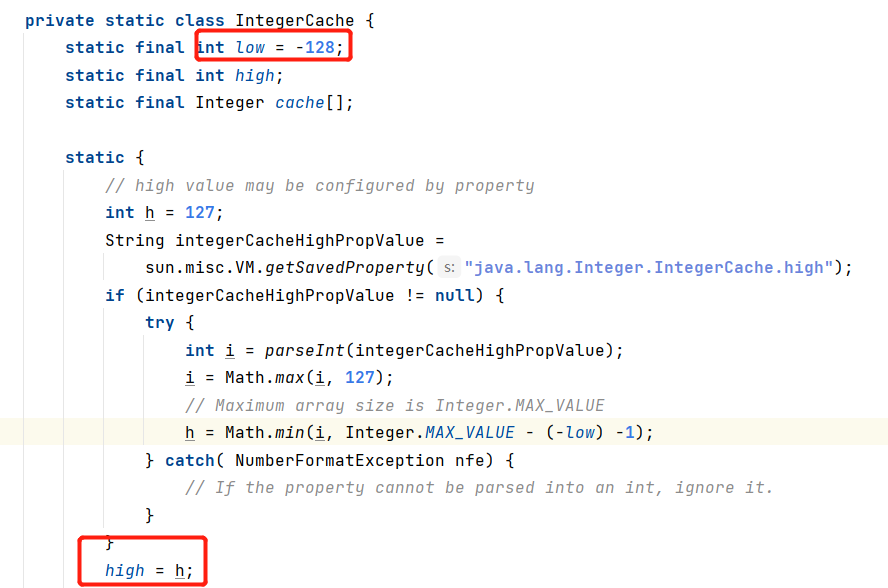 private static class IntegerCache {
static final int low = -128;
static final int high;
static final Integer cache[];
static {
// high value may be configured by property
int h = 127;
String integerCacheHighPropValue =
sun.misc.VM.getSavedProperty( s: "java.lang.Integer.IntegerCache.high");
if (integerCacheHighPropValue != null) {
try {
int i = parseInt(integerCacheHighPropValue);
i = Math.max(i, 127);
// Maximum array size is Integer.MAX_VALUE
h = Math.min(i, Integer.MAX_VALUE - (-low) -1);
} catch( NumberFormatException nfe) {
// If the property cannot be parsed into an int, ignore it.
}
}
high = h;